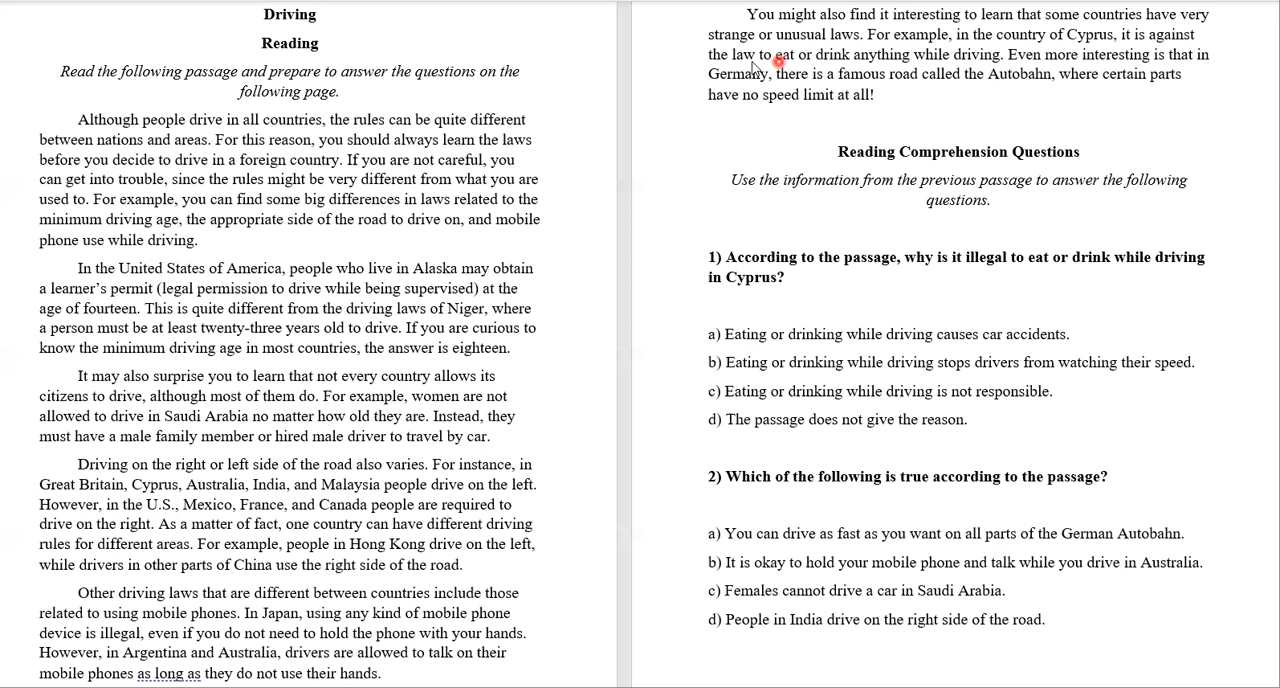 Driving
Reading
Read the following passage and prepare to answer the questions on the
following page.
Although people drive in all countries, the rules can be quite different
between nations and areas. For this reason, you should always learn the laws
before you decide to drive in a foreign country. If you are not careful, you
can get into trouble, since the rules might be very different from what you are
used to. For example, you can find some big differences in laws related to the
minimum driving age, the appropriate side of the road to drive on, and mobile
phone use while driving.
In the United States of America, people who live in Alaska may obtain
a learner's permit (legal permission to drive while being supervised) at the
age of fourteen. This is quite different from the driving laws of Niger, where
a person must be at least twenty-three years old to drive. If you are curious to
know the minimum driving age in most countries, the answer is eighteen.
It may also surprise you to learn that not every country allows its
citizens to drive, although most of them do. For example, women are not
allowed to drive in Saudi Arabia no matter how old they are. Instead, they
must have a male family member or hired male driver to travel by car.
Driving on the right or left side of the road also varies. For instance, in
Great Britain, Cyprus, Australia, India, and Malaysia people drive on the left.
However, in the U.S., Mexico, France, and Canada people are required to
drive on the right. As a matter of fact, one country can have different driving
rules for different areas. For example, people in Hong Kong drive on the left,
while drivers in other parts of China use the right side of the road.
Other driving laws that are different between countries include those
related to using mobile phones. In Japan, using any kind of mobile phone
device is illegal, even if you do not need to hold the phone with your hands.
However, in Argentina and Australia, drivers are allowed to talk on their
mobile phones as long as they do not use their hands.
You might also find it interesting to learn that some countries have very
strange or unusual laws. For example, in the country of Cyprus, it is against
the law to eat or drink anything while driving. Even more interesting is that in
Germany, there is a famous road called the Autobahn, where certain parts
have no speed limit at all!
Reading Comprehension Questions
Use the information from the previous passage to answer the following
questions.
1) According to the passage, why is it illegal to eat or drink while driving
in Cyprus?
a) Eating or drinking while driving causes car accidents.
b) Eating or drinking while driving stops drivers from watching their speed.
c) Eating or drinking while driving is not responsible.
d) The passage does not give the reason.
2) Which of the following is true according to the passage?
a) You can drive as fast as you want on all parts of the German Autobahn.
b) It is okay to hold your mobile phone and talk while you drive in Australia.
c) Females cannot drive a car in Saudi Arabia.
d) People in India drive on the right side of the road.